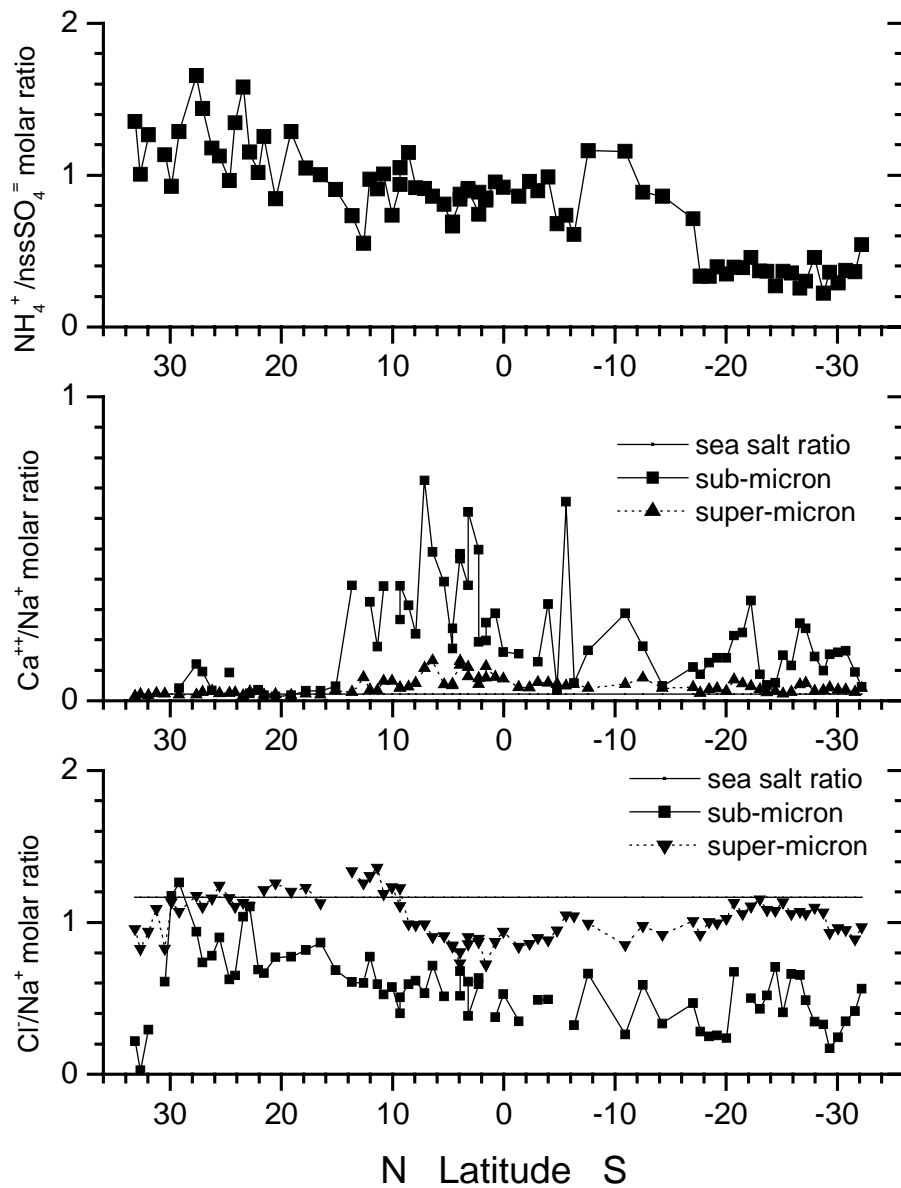 NH₄⁺/nssSO₄⁼ molar ratio
2
1
0
30 20 10 0 -10 -20 -30
Ca⁺⁺/Na⁺ molar ratio
1
0
sea salt ratio
sub-micron
super-micron
30 20 10 0 -10 -20 -30
Cl⁻/Na⁺ molar ratio
2
1
0
sea salt ratio
sub-micron
super-micron
30 20 10 0 -10 -20 -30
N Latitude S